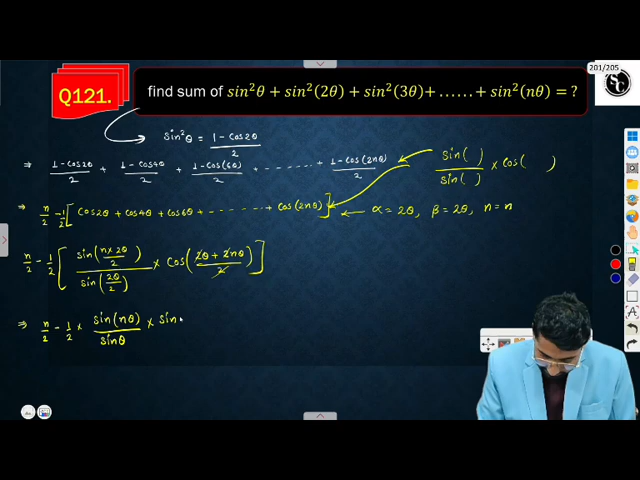 201/205
Q121.
find sum of sin²θ + sin²(2θ) + sin²(3θ)+ ……+ sin²(nθ) = ?
sin²θ = (1 - cos2θ)/2
⇒ (1-cos2θ)/2 + (1-cos4θ)/2 + (1-cos(6θ))/2 + ------- + (1-cos(2nθ))/2
sin( )/sin( ) × cos( )
⇒ n/2 - 1/2 [ cos2θ + cos4θ + cos6θ + ------- + cos(2nθ) ] ← α = 2θ, β = 2θ, n = n
n/2 - 1/2 [ sin(n×2θ/2)/sin(2θ/2) × cos((2θ + 2nθ)/2) ]
⇒ n/2 - 1/2 × sin(nθ)/sinθ × sin